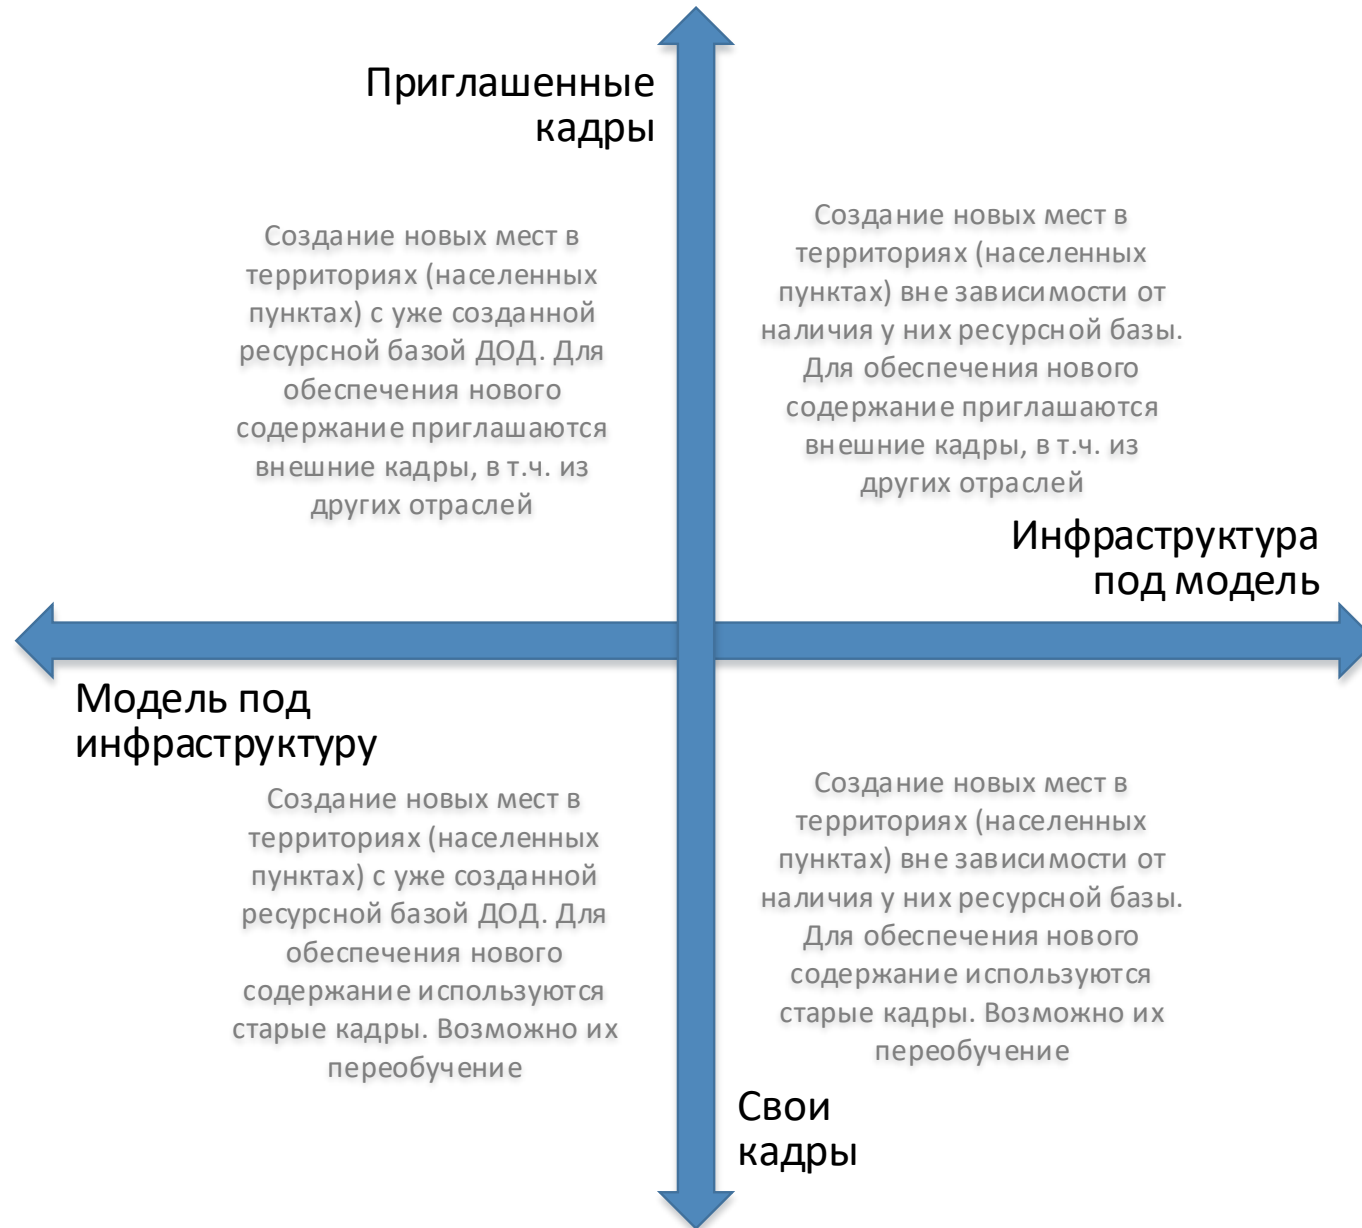 Приглашенные
кадры
Создание новых мест в
территориях (населенных
пунктах) с уже созданной
ресурсной базой ДОД. Для
обеспечения нового
содержание приглашаются
внешние кадры, в т.ч. из
других отраслей
Создание новых мест в
территориях (населенных
пунктах) вне зависимости от
наличия у них ресурсной базы.
Для обеспечения нового
содержание приглашаются
внешние кадры, в т.ч. из
других отраслей
Инфраструктура
под модель
Модель под
инфраструктуру
Создание новых мест в
территориях (населенных
пунктах) с уже созданной
ресурсной базой ДОД. Для
обеспечения нового
содержание используются
старые кадры. Возможно их
переобучение
Создание новых мест в
территориях (населенных
пунктах) вне зависимости от
наличия у них ресурсной базы.
Для обеспечения нового
содержание используются
старые кадры. Возможно их
переобучение
Свои
кадры